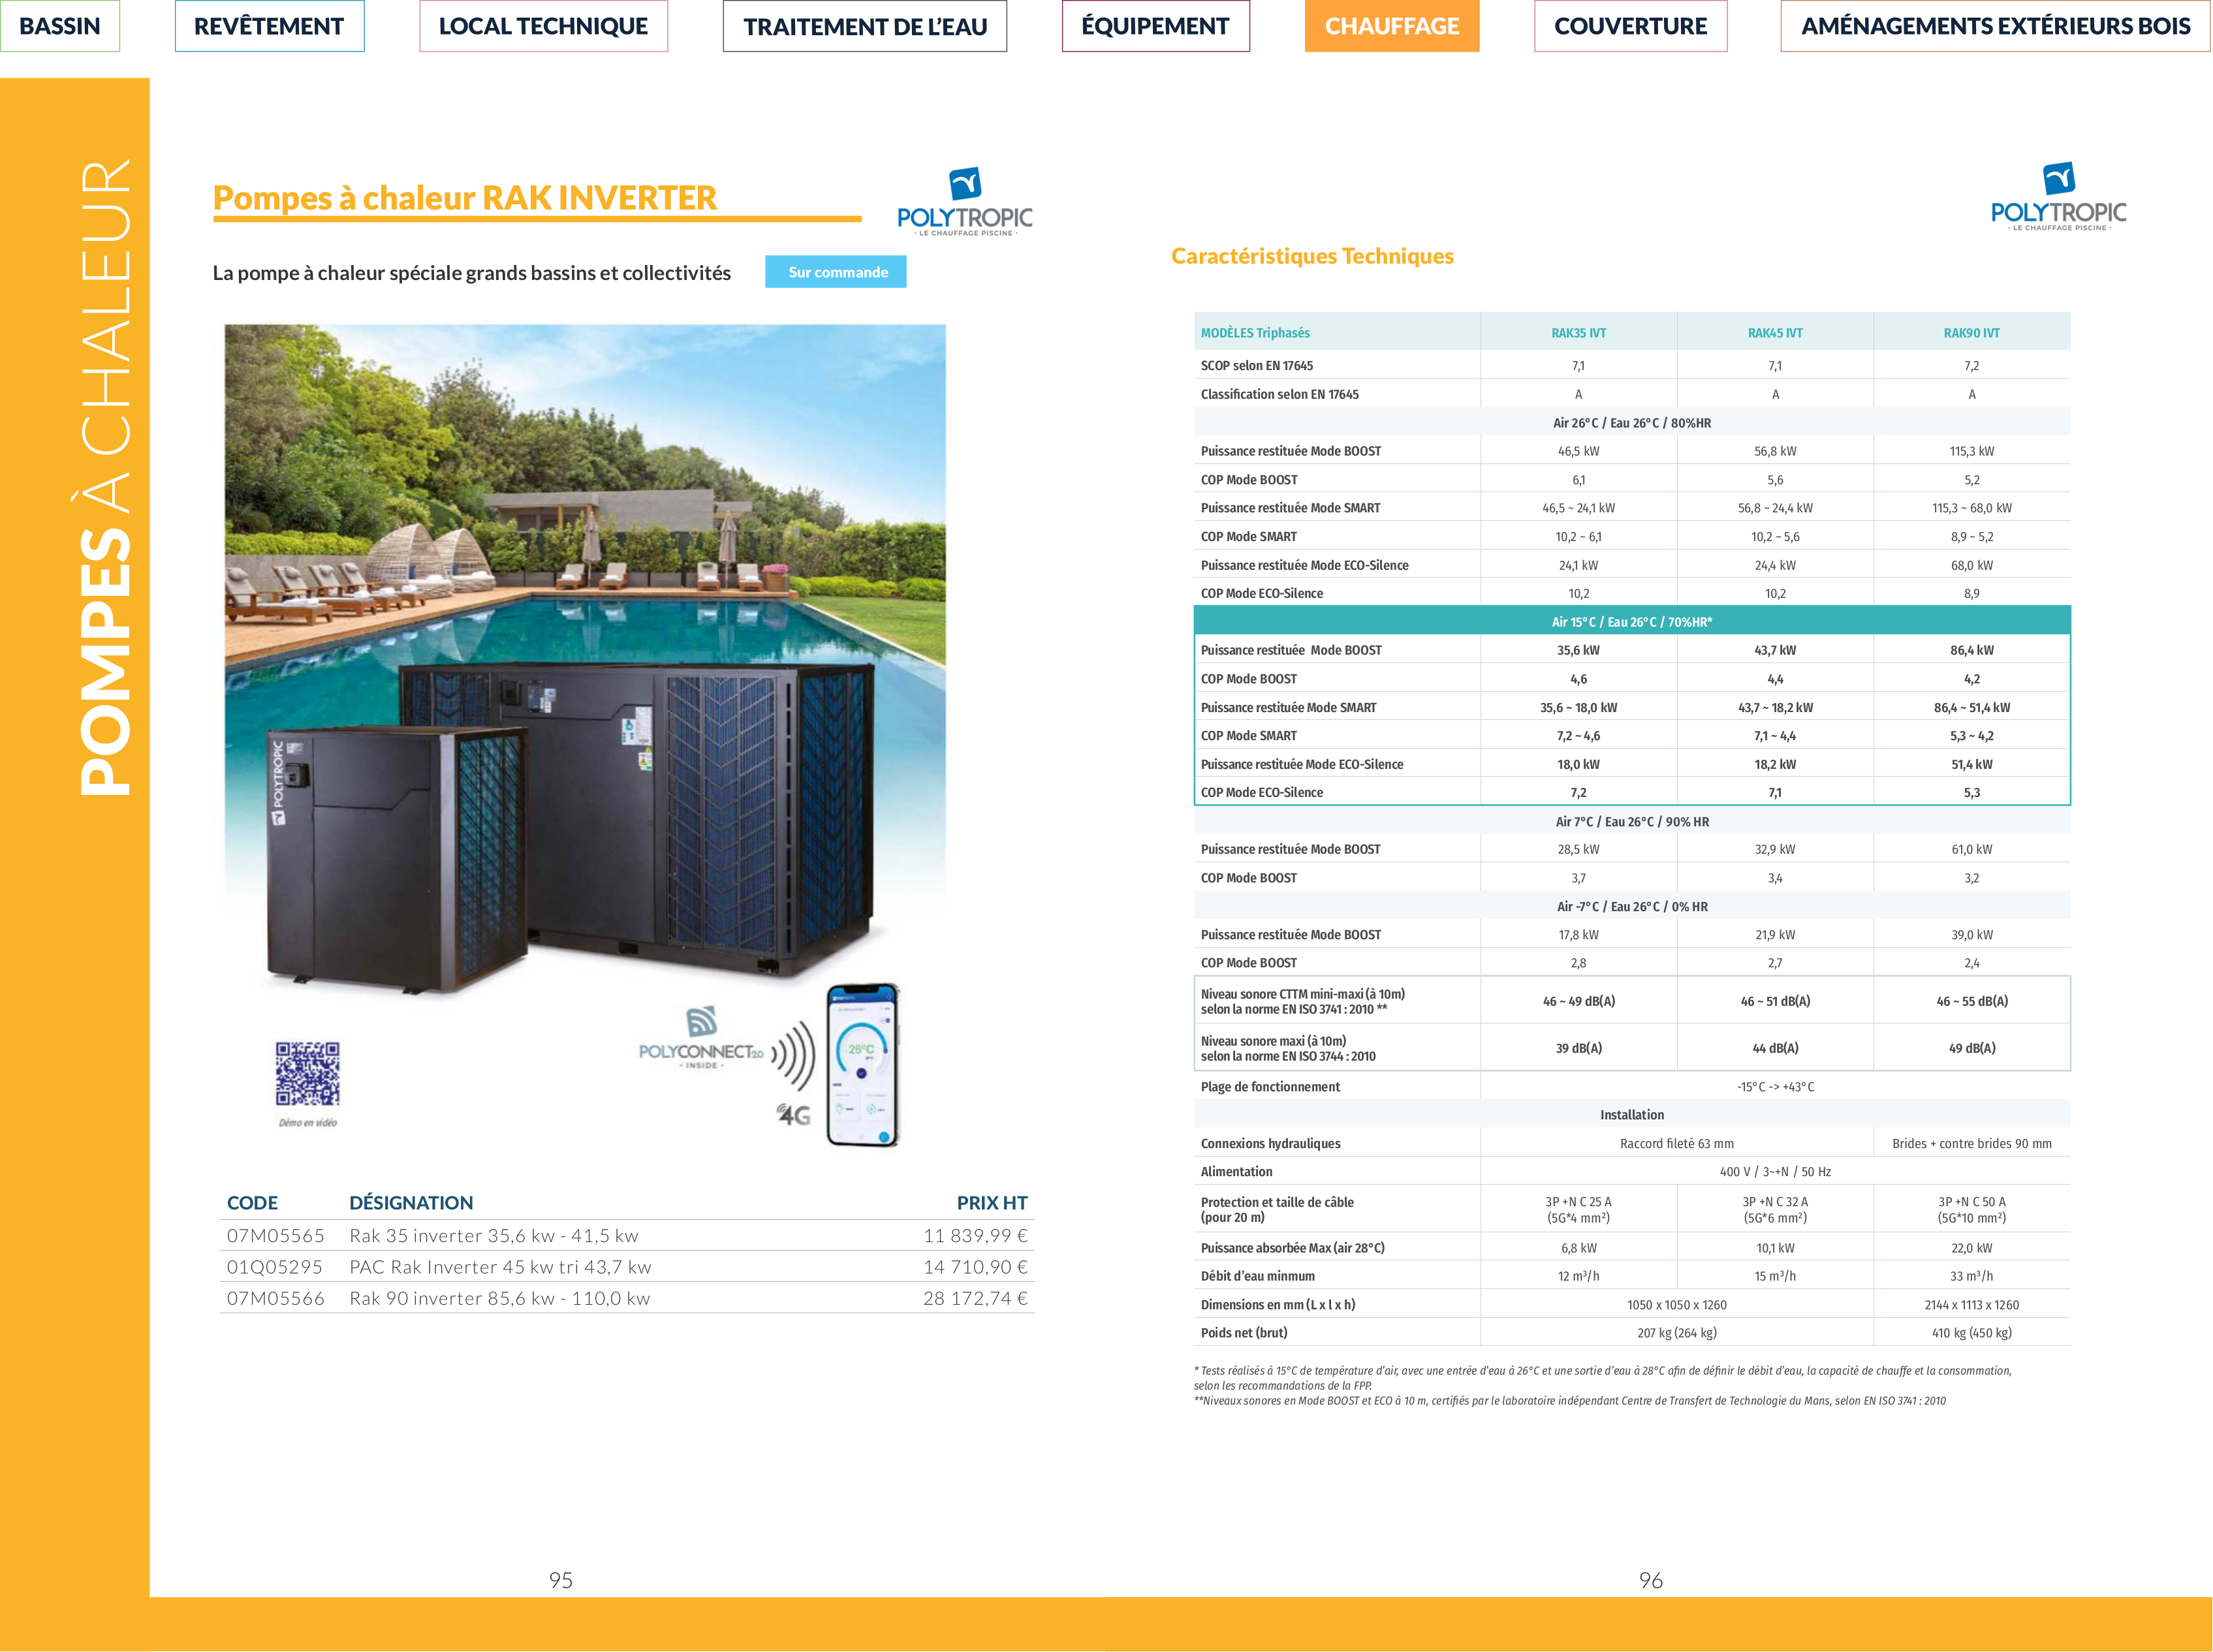 BASSIN
REVÊTEMENT
LOCAL TECHNIQUE
TRAITEMENT DE L'EAU
ÉQUIPEMENT
CHAUFFAGE
COUVERTURE
AMÉNAGEMENTS EXTÉRIEURS BOIS
POMPES À CHALEUR
Pompes à chaleur RAK INVERTER
POLYTROPIC
· LE CHAUFFAGE PISCINE ·
La pompe à chaleur spéciale grands bassins et collectivités
Sur commande
POLYTROPIC
POLYCONNECT 2.0
- INSIDE -
4G
26°C
Démo en vidéo
CODE DÉSIGNATION PRIX HT
07M05565 Rak 35 inverter 35,6 kw - 41,5 kw 11 839,99 €
01Q05295 PAC Rak Inverter 45 kw tri 43,7 kw 14 710,90 €
07M05566 Rak 90 inverter 85,6 kw - 110,0 kw 28 172,74 €
95
POLYTROPIC
· LE CHAUFFAGE PISCINE ·
Caractéristiques Techniques
MODÈLES Triphasés RAK35 IVT RAK45 IVT RAK90 IVT
SCOP selon EN 17645 7,1 7,1 7,2
Classification selon EN 17645 A A A
Air 26°C / Eau 26°C / 80%HR
Puissance restituée Mode BOOST 46,5 kW 56,8 kW 115,3 kW
COP Mode BOOST 6,1 5,6 5,2
Puissance restituée Mode SMART 46,5 ~ 24,1 kW 56,8 ~ 24,4 kW 115,3 ~ 68,0 kW
COP Mode SMART 10,2 ~ 6,1 10,2 ~ 5,6 8,9 ~ 5,2
Puissance restituée Mode ECO-Silence 24,1 kW 24,4 kW 68,0 kW
COP Mode ECO-Silence 10,2 10,2 8,9
Air 15°C / Eau 26°C / 70%HR*
Puissance restituée Mode BOOST 35,6 kW 43,7 kW 86,4 kW
COP Mode BOOST 4,6 4,4 4,2
Puissance restituée Mode SMART 35,6 ~ 18,0 kW 43,7 ~ 18,2 kW 86,4 ~ 51,4 kW
COP Mode SMART 7,2 ~ 4,6 7,1 ~ 4,4 5,3 ~ 4,2
Puissance restituée Mode ECO-Silence 18,0 kW 18,2 kW 51,4 kW
COP Mode ECO-Silence 7,2 7,1 5,3
Air 7°C / Eau 26°C / 90% HR
Puissance restituée Mode BOOST 28,5 kW 32,9 kW 61,0 kW
COP Mode BOOST 3,7 3,4 3,2
Air -7°C / Eau 26°C / 0% HR
Puissance restituée Mode BOOST 17,8 kW 21,9 kW 39,0 kW
COP Mode BOOST 2,8 2,7 2,4
Niveau sonore CTTM mini-maxi (à 10m)
selon la norme EN ISO 3741 : 2010 ** 46 ~ 49 dB(A) 46 ~ 51 dB(A) 46 ~ 55 dB(A)
Niveau sonore maxi (à 10m)
selon la norme EN ISO 3744 : 2010 39 dB(A) 44 dB(A) 49 dB(A)
Plage de fonctionnement -15°C -> +43°C
Installation
Connexions hydrauliques Raccord fileté 63 mm Brides + contre brides 90 mm
Alimentation 400 V / 3~+N / 50 Hz
Protection et taille de câble 3P +N C 25 A 3P +N C 32 A 3P +N C 50 A
(pour 20 m) (5G*4 mm²) (5G*6 mm²) (5G*10 mm²)
Puissance absorbée Max (air 28°C) 6,8 kW 10,1 kW 22,0 kW
Débit d'eau minmum 12 m³/h 15 m³/h 33 m³/h
Dimensions en mm (L x l x h) 1050 x 1050 x 1260 2144 x 1113 x 1260
Poids net (brut) 207 kg (264 kg) 410 kg (450 kg)
* Tests réalisés à 15°C de température d'air, avec une entrée d'eau à 26°C et une sortie d'eau à 28°C afin de définir le débit d'eau, la capacité de chauffe et la consommation,
selon les recommandations de la FPP.
**Niveaux sonores en Mode BOOST et ECO à 10 m, certifiés par le laboratoire indépendant Centre de Transfert de Technologie du Mans, selon EN ISO 3741 : 2010
96